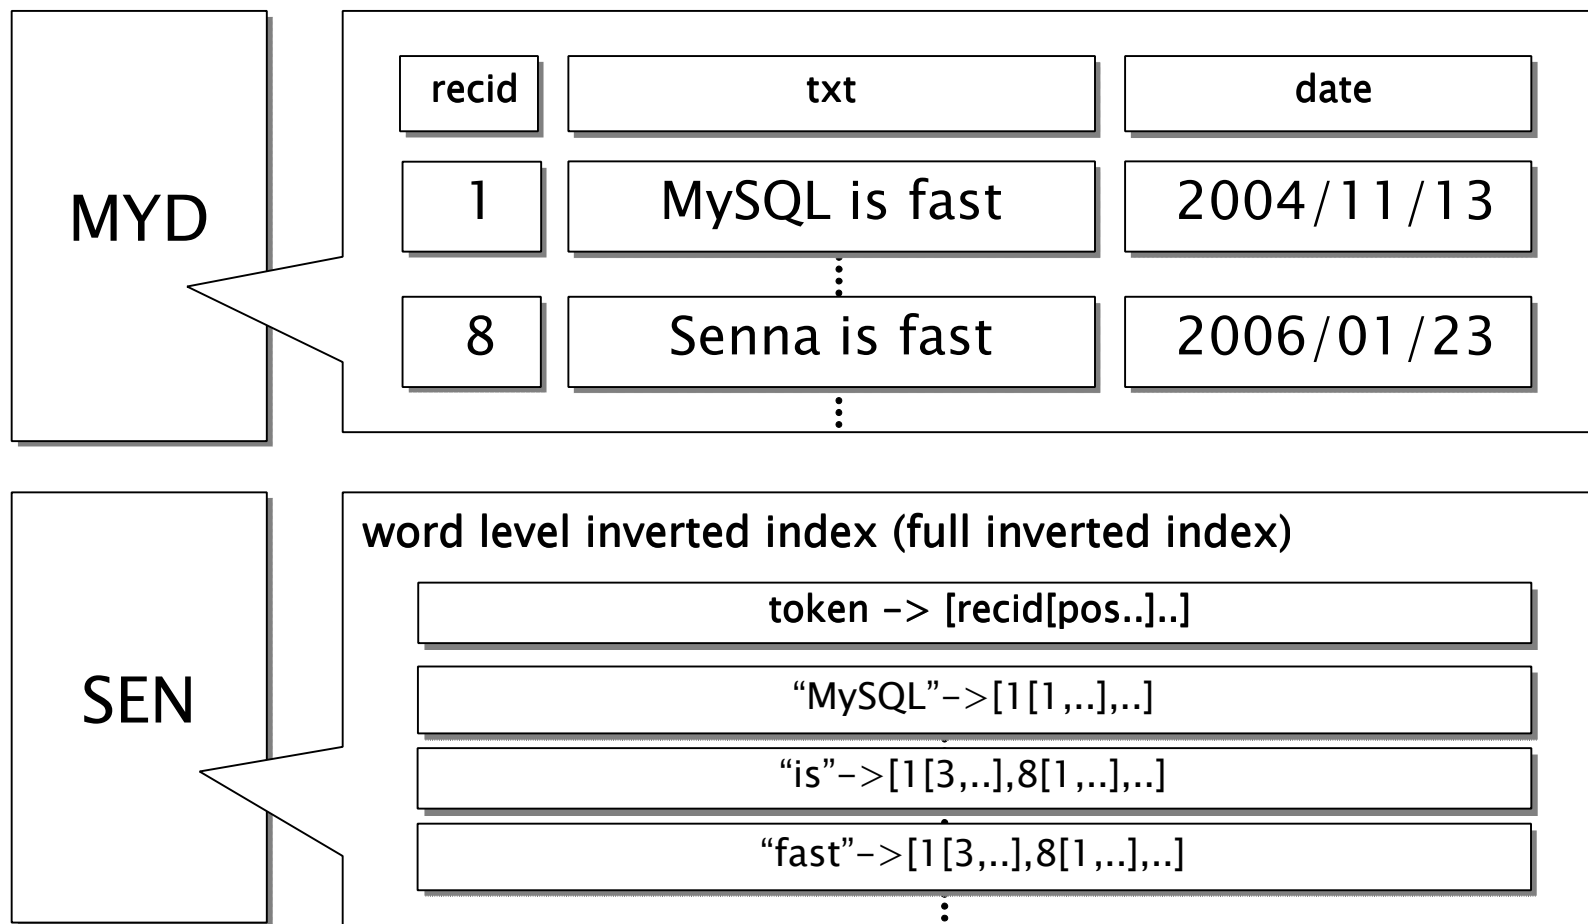 MYD
recid txt date
1 MySQL is fast 2004/11/13
8 Senna is fast 2006/01/23
SEN
word level inverted index (full inverted index)
token -> [recid[pos..]..]
“MySQL”->[1[1,..],..]
“is”->[1[3,..],8[1,..],..]
“fast”->[1[3,..],8[1,..],..]